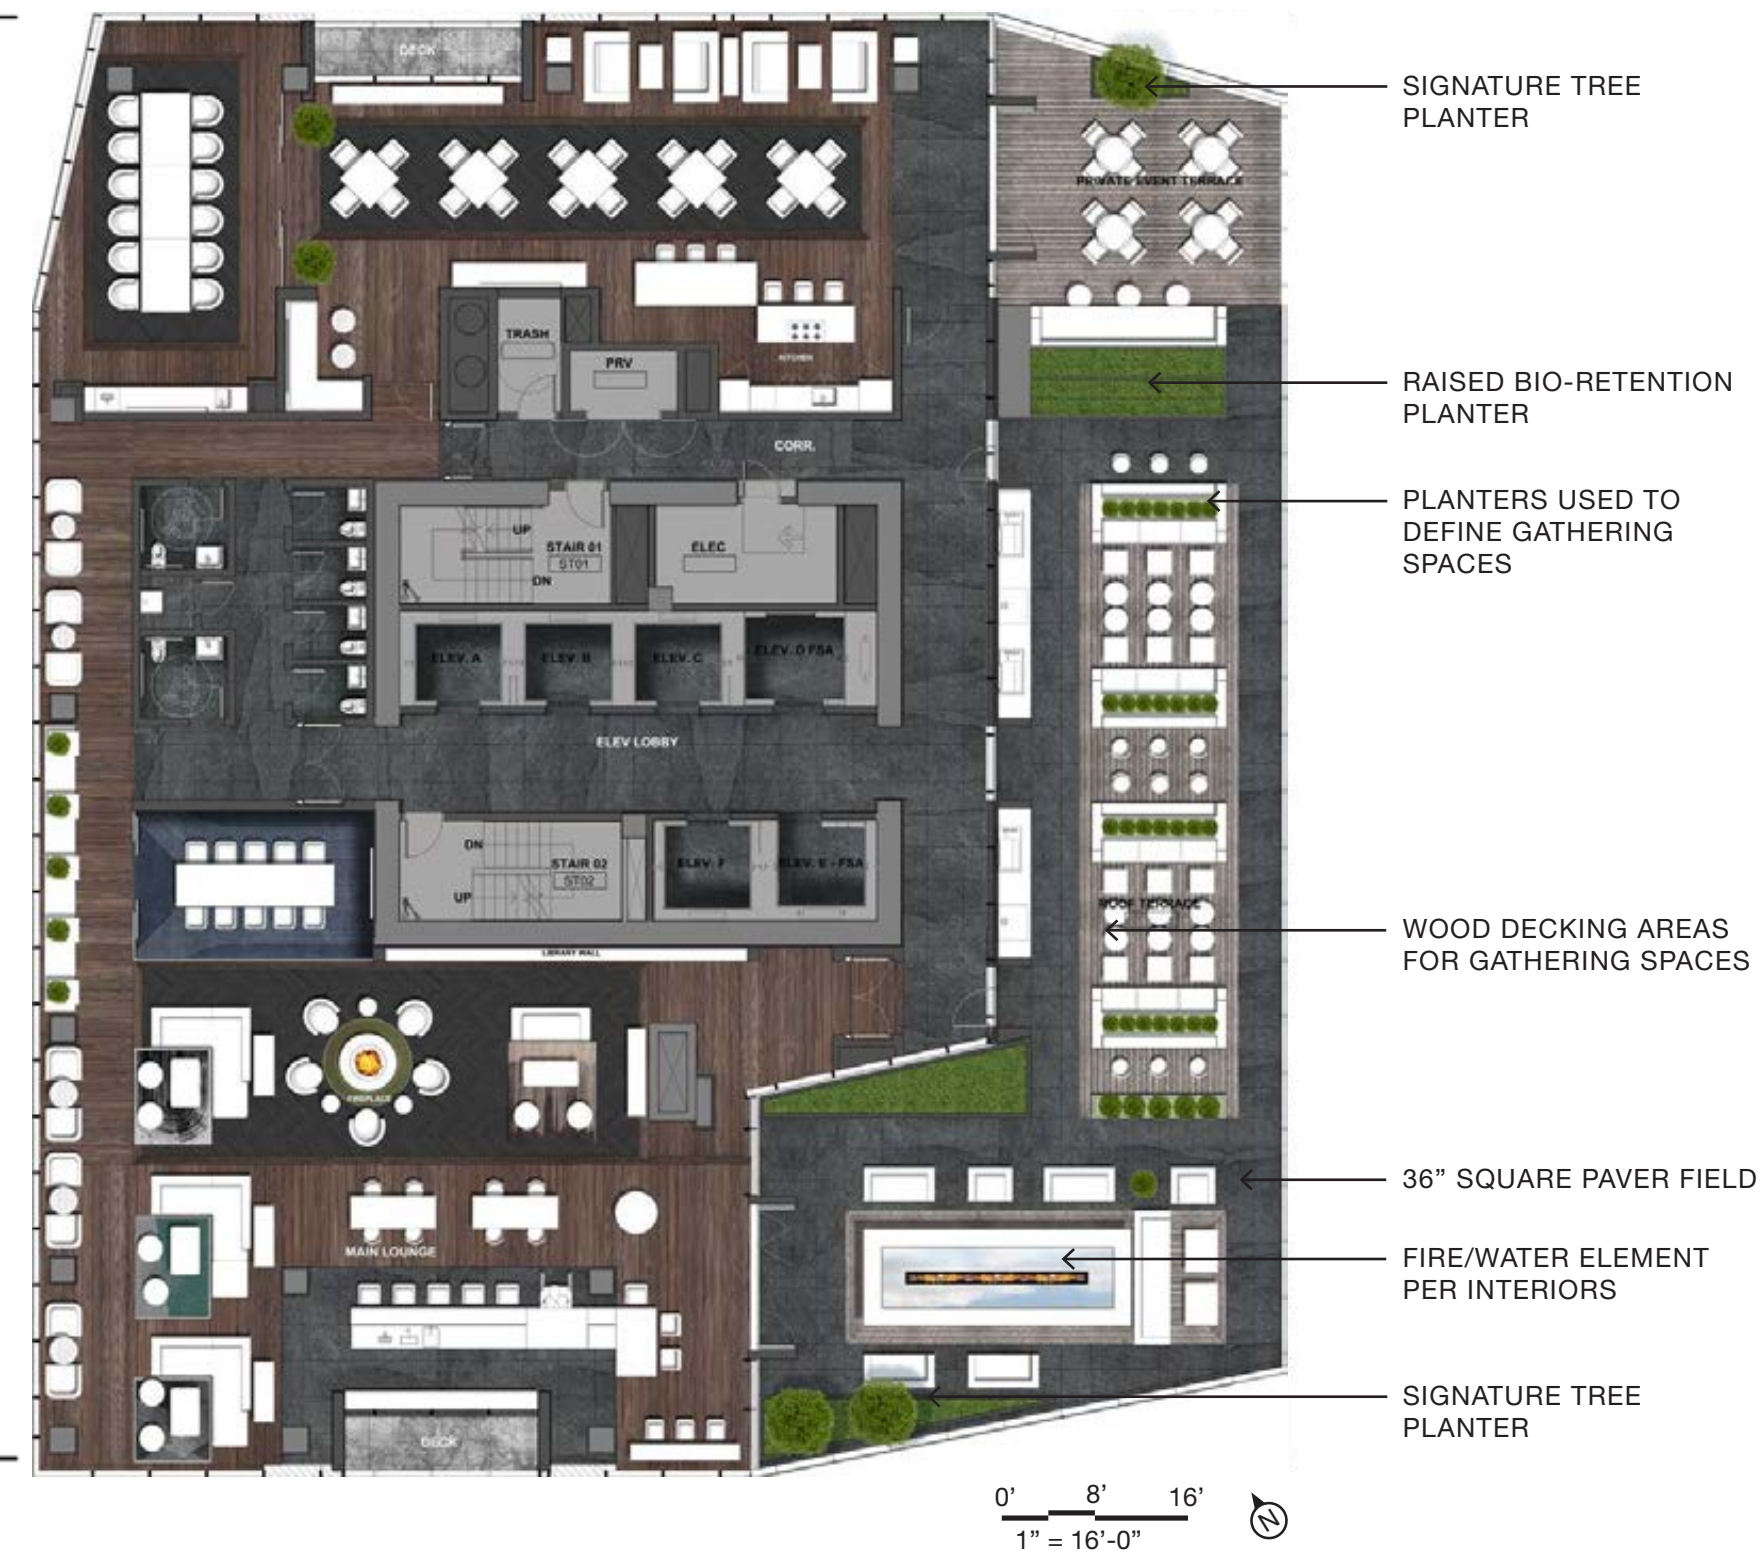 DECK
SIGNATURE TREE
PLANTER
PRIVATE EVENT TERRACE
TRASH
PRV
KITCHEN
RAISED BIO-RETENTION
PLANTER
CORR.
PLANTERS USED TO
DEFINE GATHERING
SPACES
UP
STAIR 01
ST01
DN
ELEC
ELEV. A
ELEV. B
ELEV. C
ELEV. D FSA
ELEV LOBBY
DN
STAIR 02
ST02
UP
ELEV. F
ELEV. E - FSA
ROOF TERRACE
WOOD DECKING AREAS
FOR GATHERING SPACES
LIBRARY WALL
FIREPLACE
36” SQUARE PAVER FIELD
MAIN LOUNGE
FIRE/WATER ELEMENT
PER INTERIORS
SIGNATURE TREE
PLANTER
DECK
0’ 8’ 16’
1” = 16’-0”
N